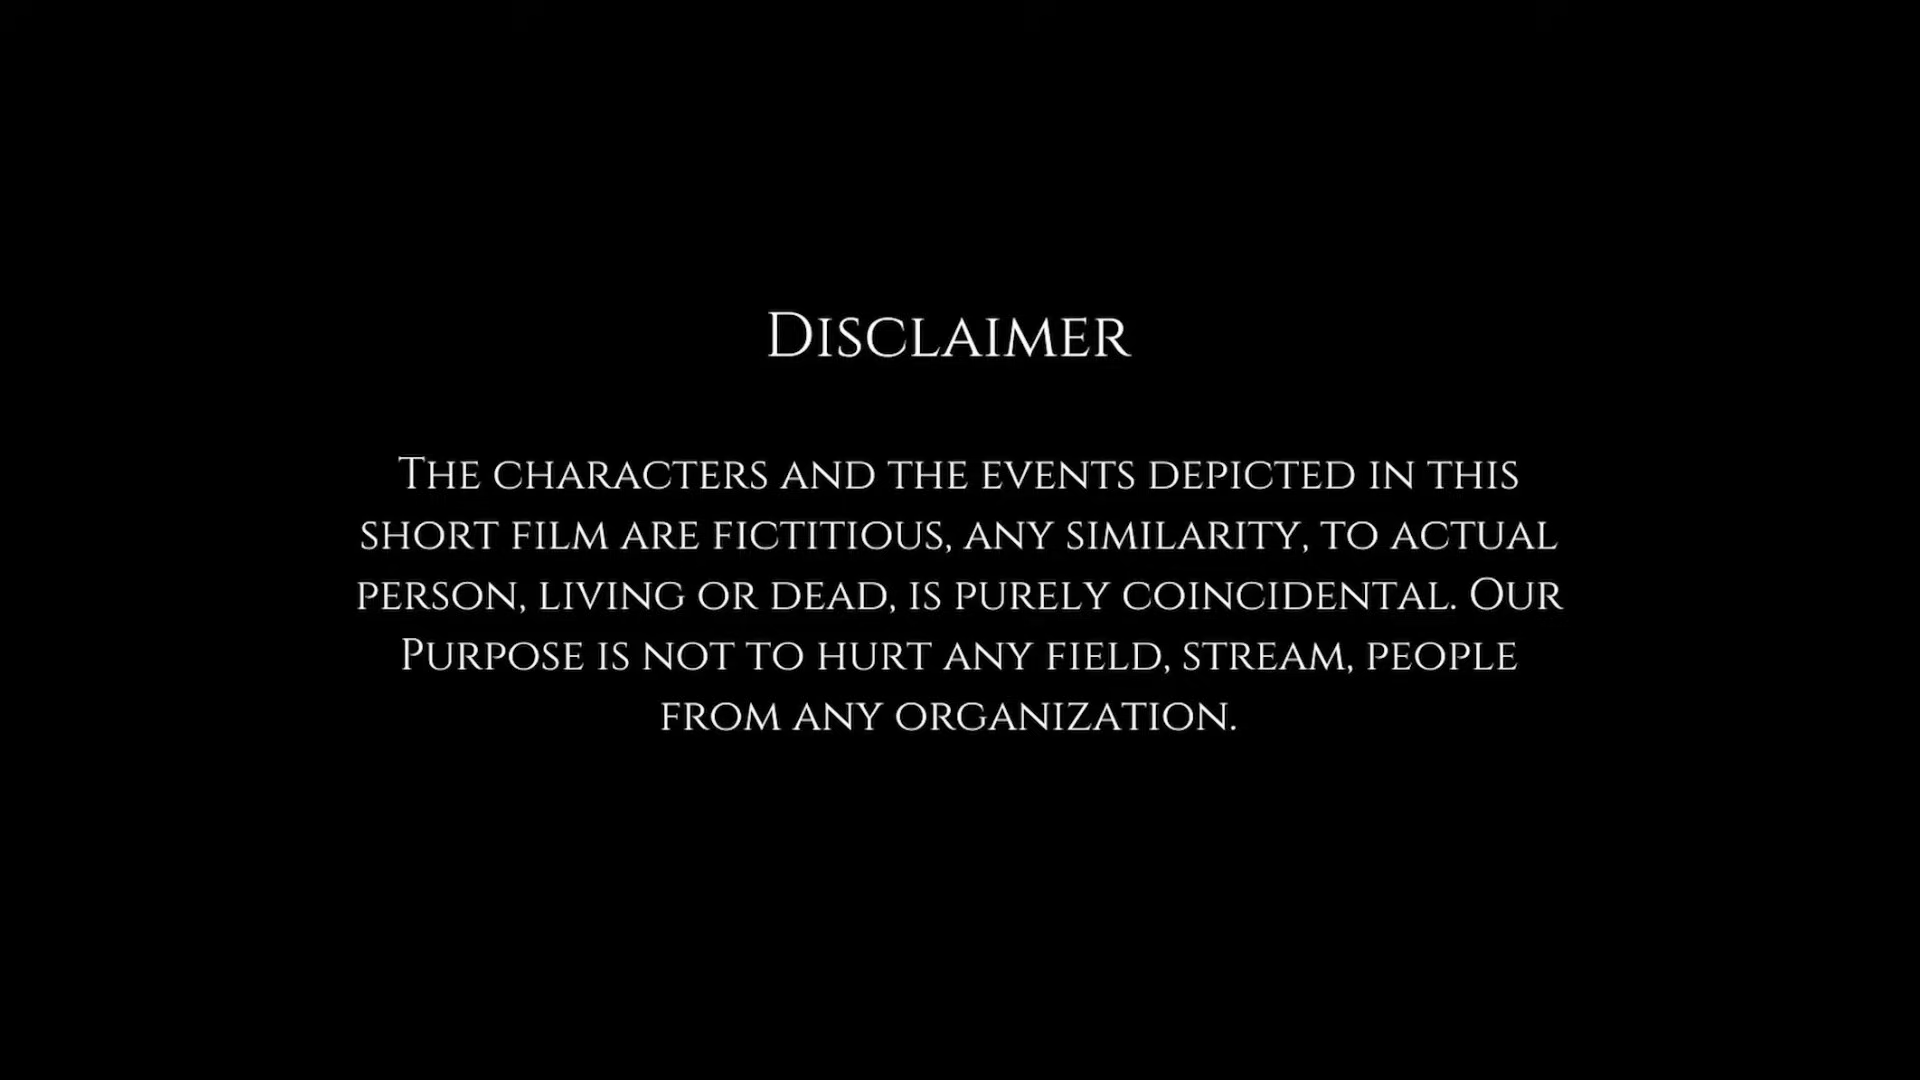 Disclaimer
The characters and the events depicted in this
short film are fictitious, any similarity, to actual
person, living or dead, is purely coincidental. Our
Purpose is not to hurt any field, stream, people
from any organization.